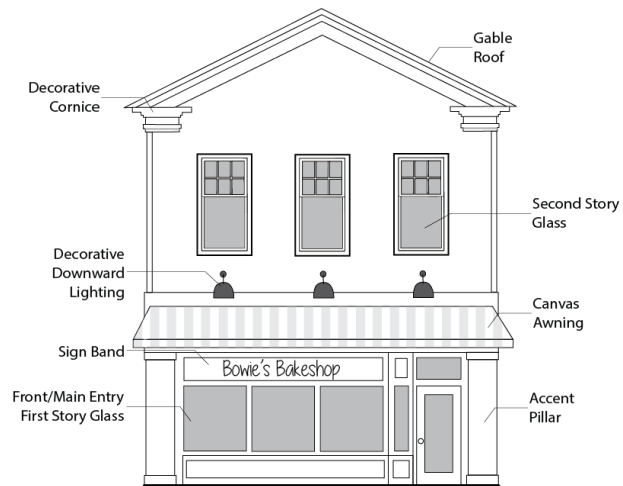 Gable
Roof
Decorative
Cornice
Second Story
Glass
Decorative
Downward
Lighting
Canvas
Awning
Sign Band
Bowie's Bakeshop
Front/Main Entry
First Story Glass
Accent
Pillar